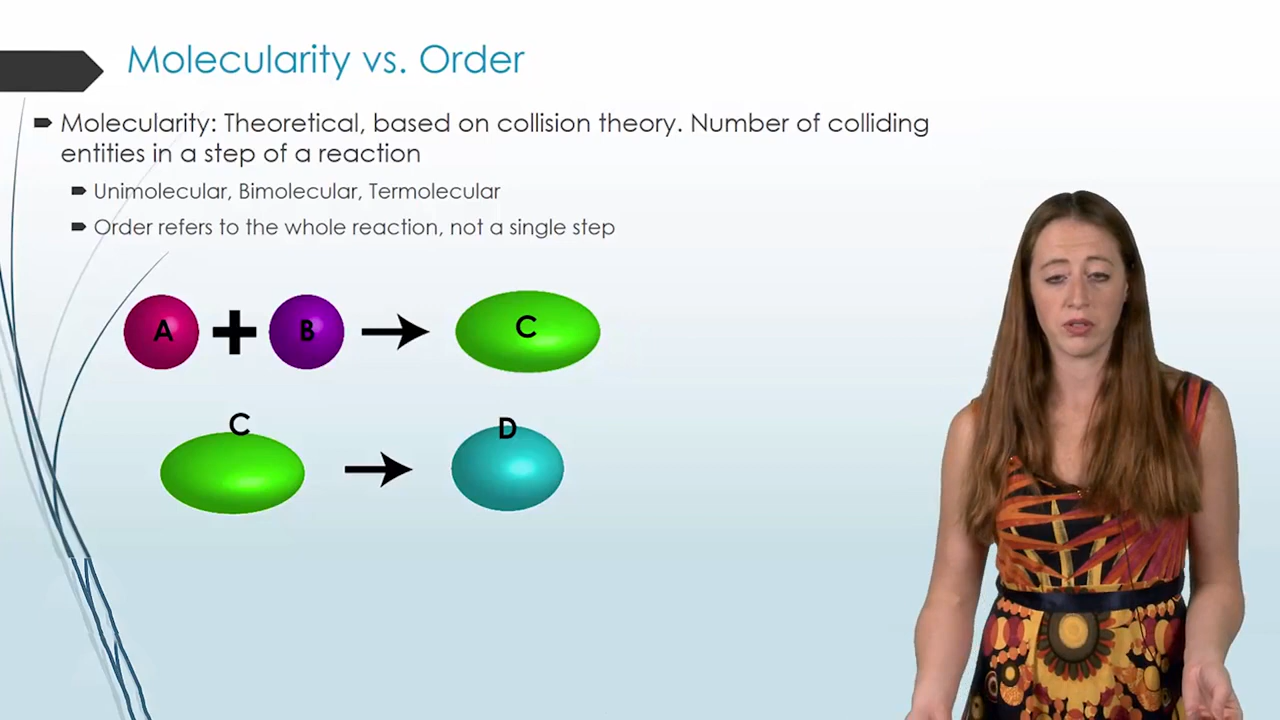 Molecularity vs. Order
Molecularity: Theoretical, based on collision theory. Number of colliding
entities in a step of a reaction
Unimolecular, Bimolecular, Termolecular
Order refers to the whole reaction, not a single step
A + B → C
C → D